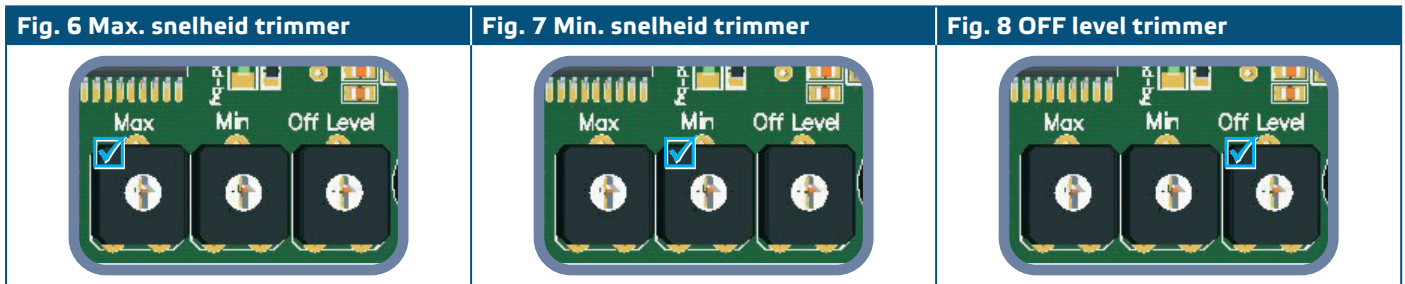 Fig. 6 Max. snelheid trimmer
Fig. 7 Min. snelheid trimmer
Fig. 8 OFF level trimmer
Max Min Off Level
Max Min Off Level
Max Min Off Level